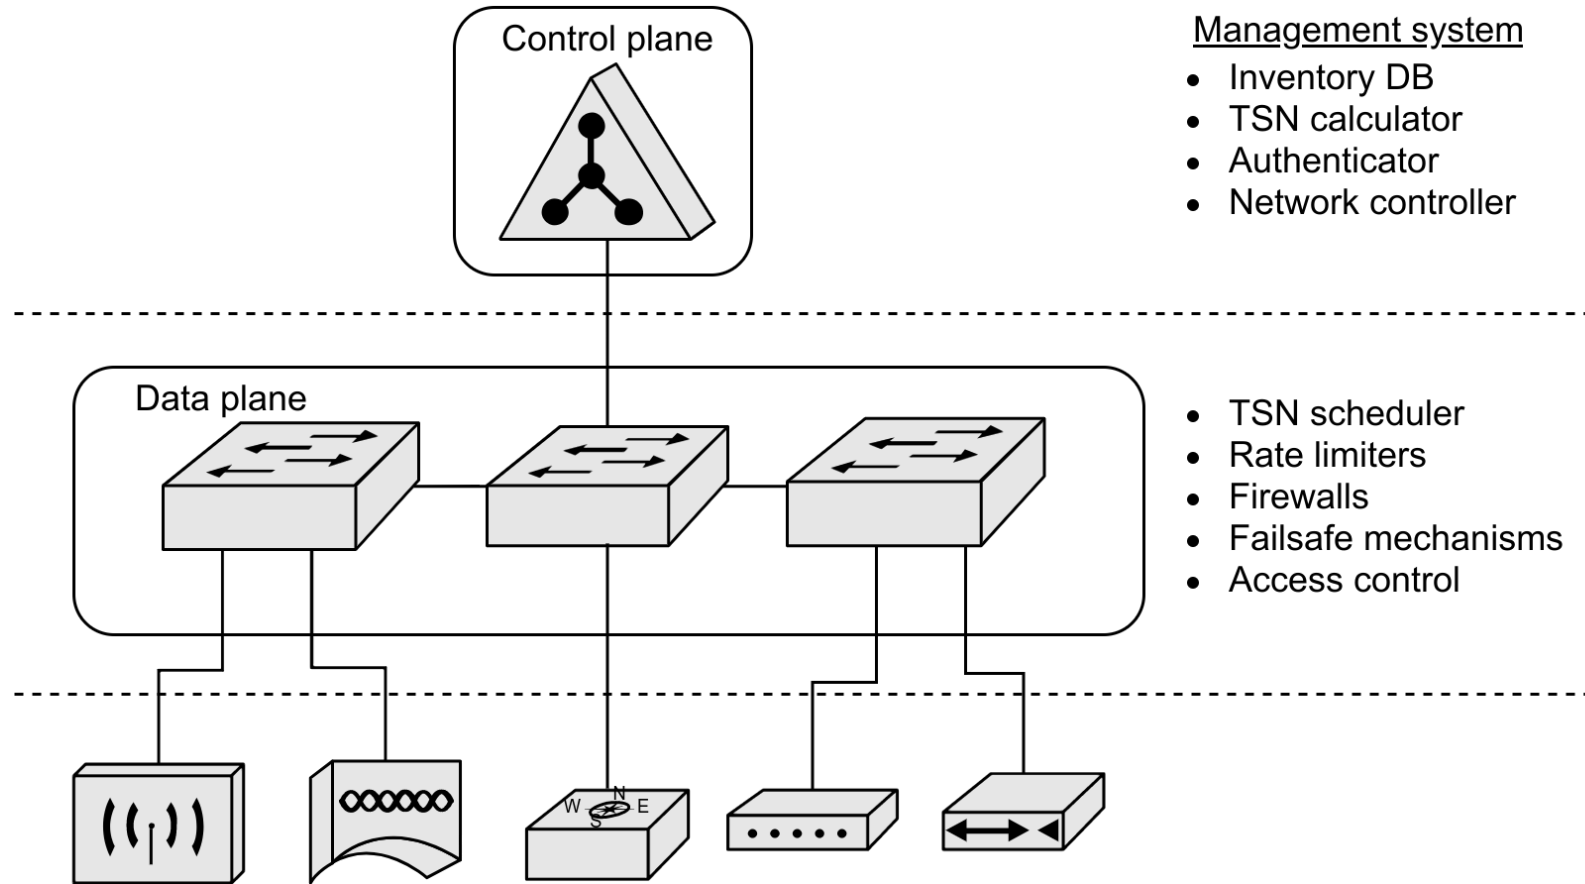 Control plane
Management system
• Inventory DB
• TSN calculator
• Authenticator
• Network controller
Data plane
• TSN scheduler
• Rate limiters
• Firewalls
• Failsafe mechanisms
• Access control
N
W
E
S